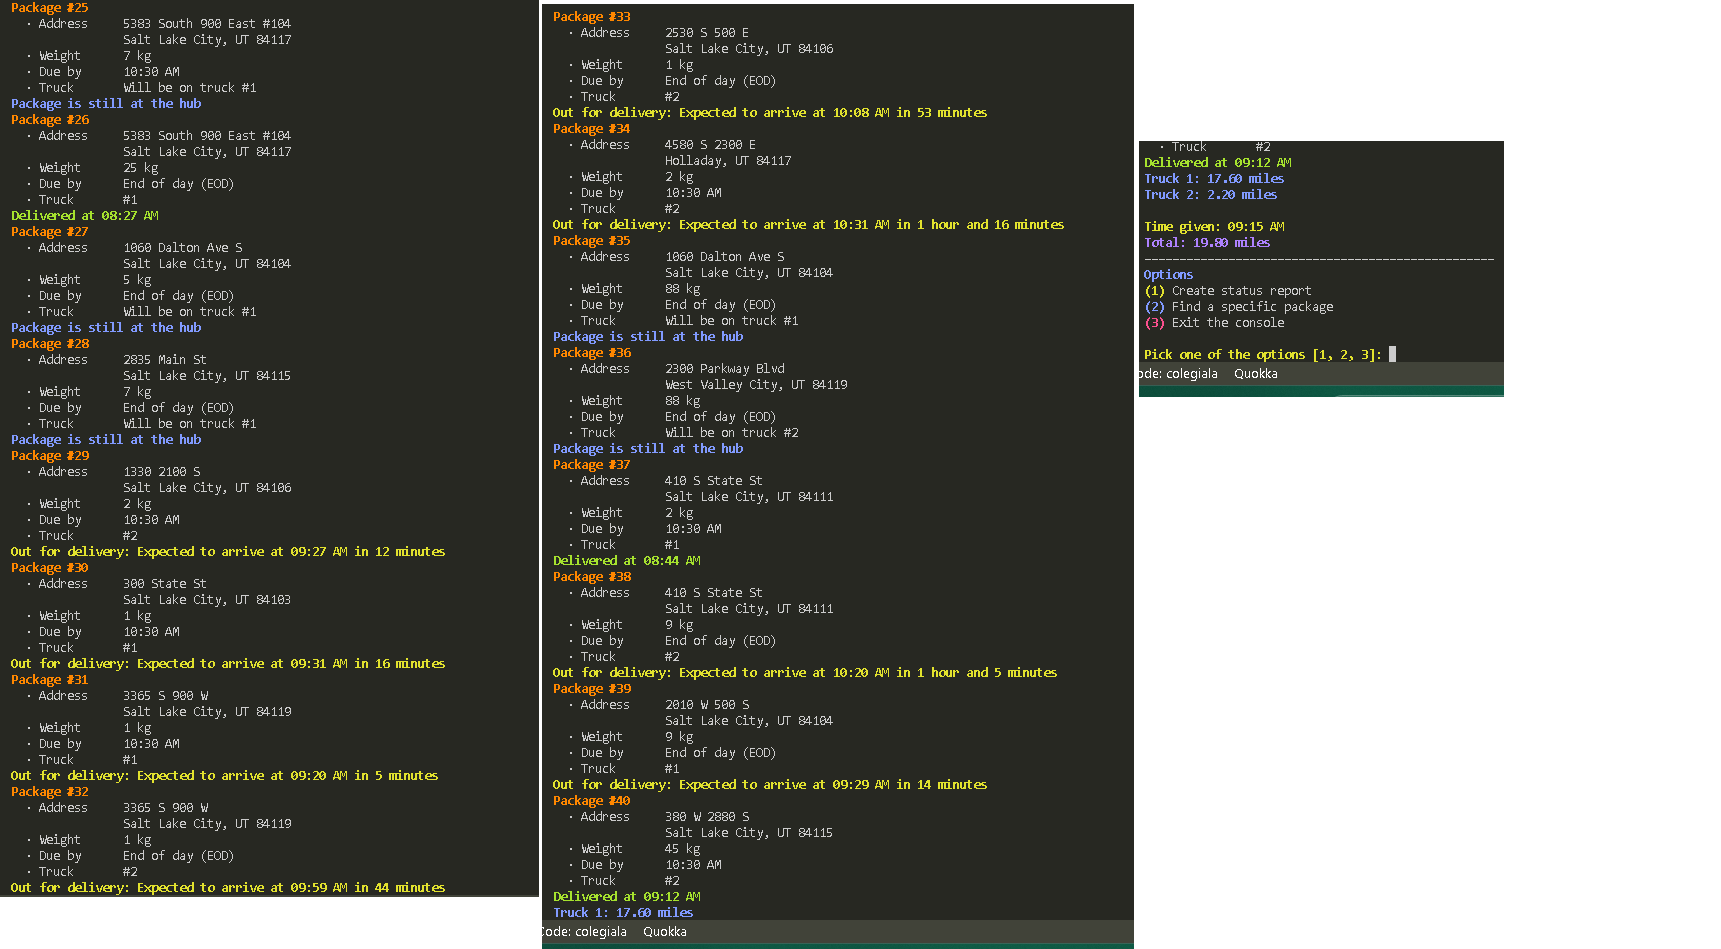 Package #25
· Address 5383 South 900 East #104
Salt Lake City, UT 84117
· Weight 7 kg
· Due by 10:30 AM
· Truck Will be on truck #1
Package is still at the hub
Package #26
· Address 5383 South 900 East #104
Salt Lake City, UT 84117
· Weight 25 kg
· Due by End of day (EOD)
· Truck #1
Delivered at 08:27 AM
Package #27
· Address 1060 Dalton Ave S
Salt Lake City, UT 84104
· Weight 5 kg
· Due by End of day (EOD)
· Truck Will be on truck #1
Package is still at the hub
Package #28
· Address 2835 Main St
Salt Lake City, UT 84115
· Weight 7 kg
· Due by End of day (EOD)
· Truck Will be on truck #1
Package is still at the hub
Package #29
· Address 1330 2100 S
Salt Lake City, UT 84106
· Weight 2 kg
· Due by 10:30 AM
· Truck #2
Out for delivery: Expected to arrive at 09:27 AM in 12 minutes
Package #30
· Address 300 State St
Salt Lake City, UT 84103
· Weight 1 kg
· Due by 10:30 AM
· Truck #1
Out for delivery: Expected to arrive at 09:31 AM in 16 minutes
Package #31
· Address 3365 S 900 W
Salt Lake City, UT 84119
· Weight 1 kg
· Due by 10:30 AM
· Truck #1
Out for delivery: Expected to arrive at 09:20 AM in 5 minutes
Package #32
· Address 3365 S 900 W
Salt Lake City, UT 84119
· Weight 1 kg
· Due by End of day (EOD)
· Truck #2
Out for delivery: Expected to arrive at 09:59 AM in 44 minutes
Package #33
· Address 2530 S 500 E
Salt Lake City, UT 84106
· Weight 1 kg
· Due by End of day (EOD)
· Truck #2
Out for delivery: Expected to arrive at 10:08 AM in 53 minutes
Package #34
· Address 4580 S 2300 E
Holladay, UT 84117
· Weight 2 kg
· Due by 10:30 AM
· Truck #2
Out for delivery: Expected to arrive at 10:31 AM in 1 hour and 16 minutes
Package #35
· Address 1060 Dalton Ave S
Salt Lake City, UT 84104
· Weight 88 kg
· Due by End of day (EOD)
· Truck Will be on truck #1
Package is still at the hub
Package #36
· Address 2300 Parkway Blvd
West Valley City, UT 84119
· Weight 88 kg
· Due by End of day (EOD)
· Truck Will be on truck #2
Package is still at the hub
Package #37
· Address 410 S State St
Salt Lake City, UT 84111
· Weight 2 kg
· Due by 10:30 AM
· Truck #1
Delivered at 08:44 AM
Package #38
· Address 410 S State St
Salt Lake City, UT 84111
· Weight 9 kg
· Due by End of day (EOD)
· Truck #2
Out for delivery: Expected to arrive at 10:20 AM in 1 hour and 5 minutes
Package #39
· Address 2010 W 500 S
Salt Lake City, UT 84104
· Weight 9 kg
· Due by End of day (EOD)
· Truck #1
Out for delivery: Expected to arrive at 09:29 AM in 14 minutes
Package #40
· Address 380 W 2880 S
Salt Lake City, UT 84115
· Weight 45 kg
· Due by 10:30 AM
· Truck #2
Delivered at 09:12 AM
Truck 1: 17.60 miles
Code: colegiala Quokka
· Truck #2
Delivered at 09:12 AM
Truck 1: 17.60 miles
Truck 2: 2.20 miles
Time given: 09:15 AM
Total: 19.80 miles
--------------------------------------------------
Options
(1) Create status report
(2) Find a specific package
(3) Exit the console
Pick one of the options [1, 2, 3]:
ode: colegiala Quokka